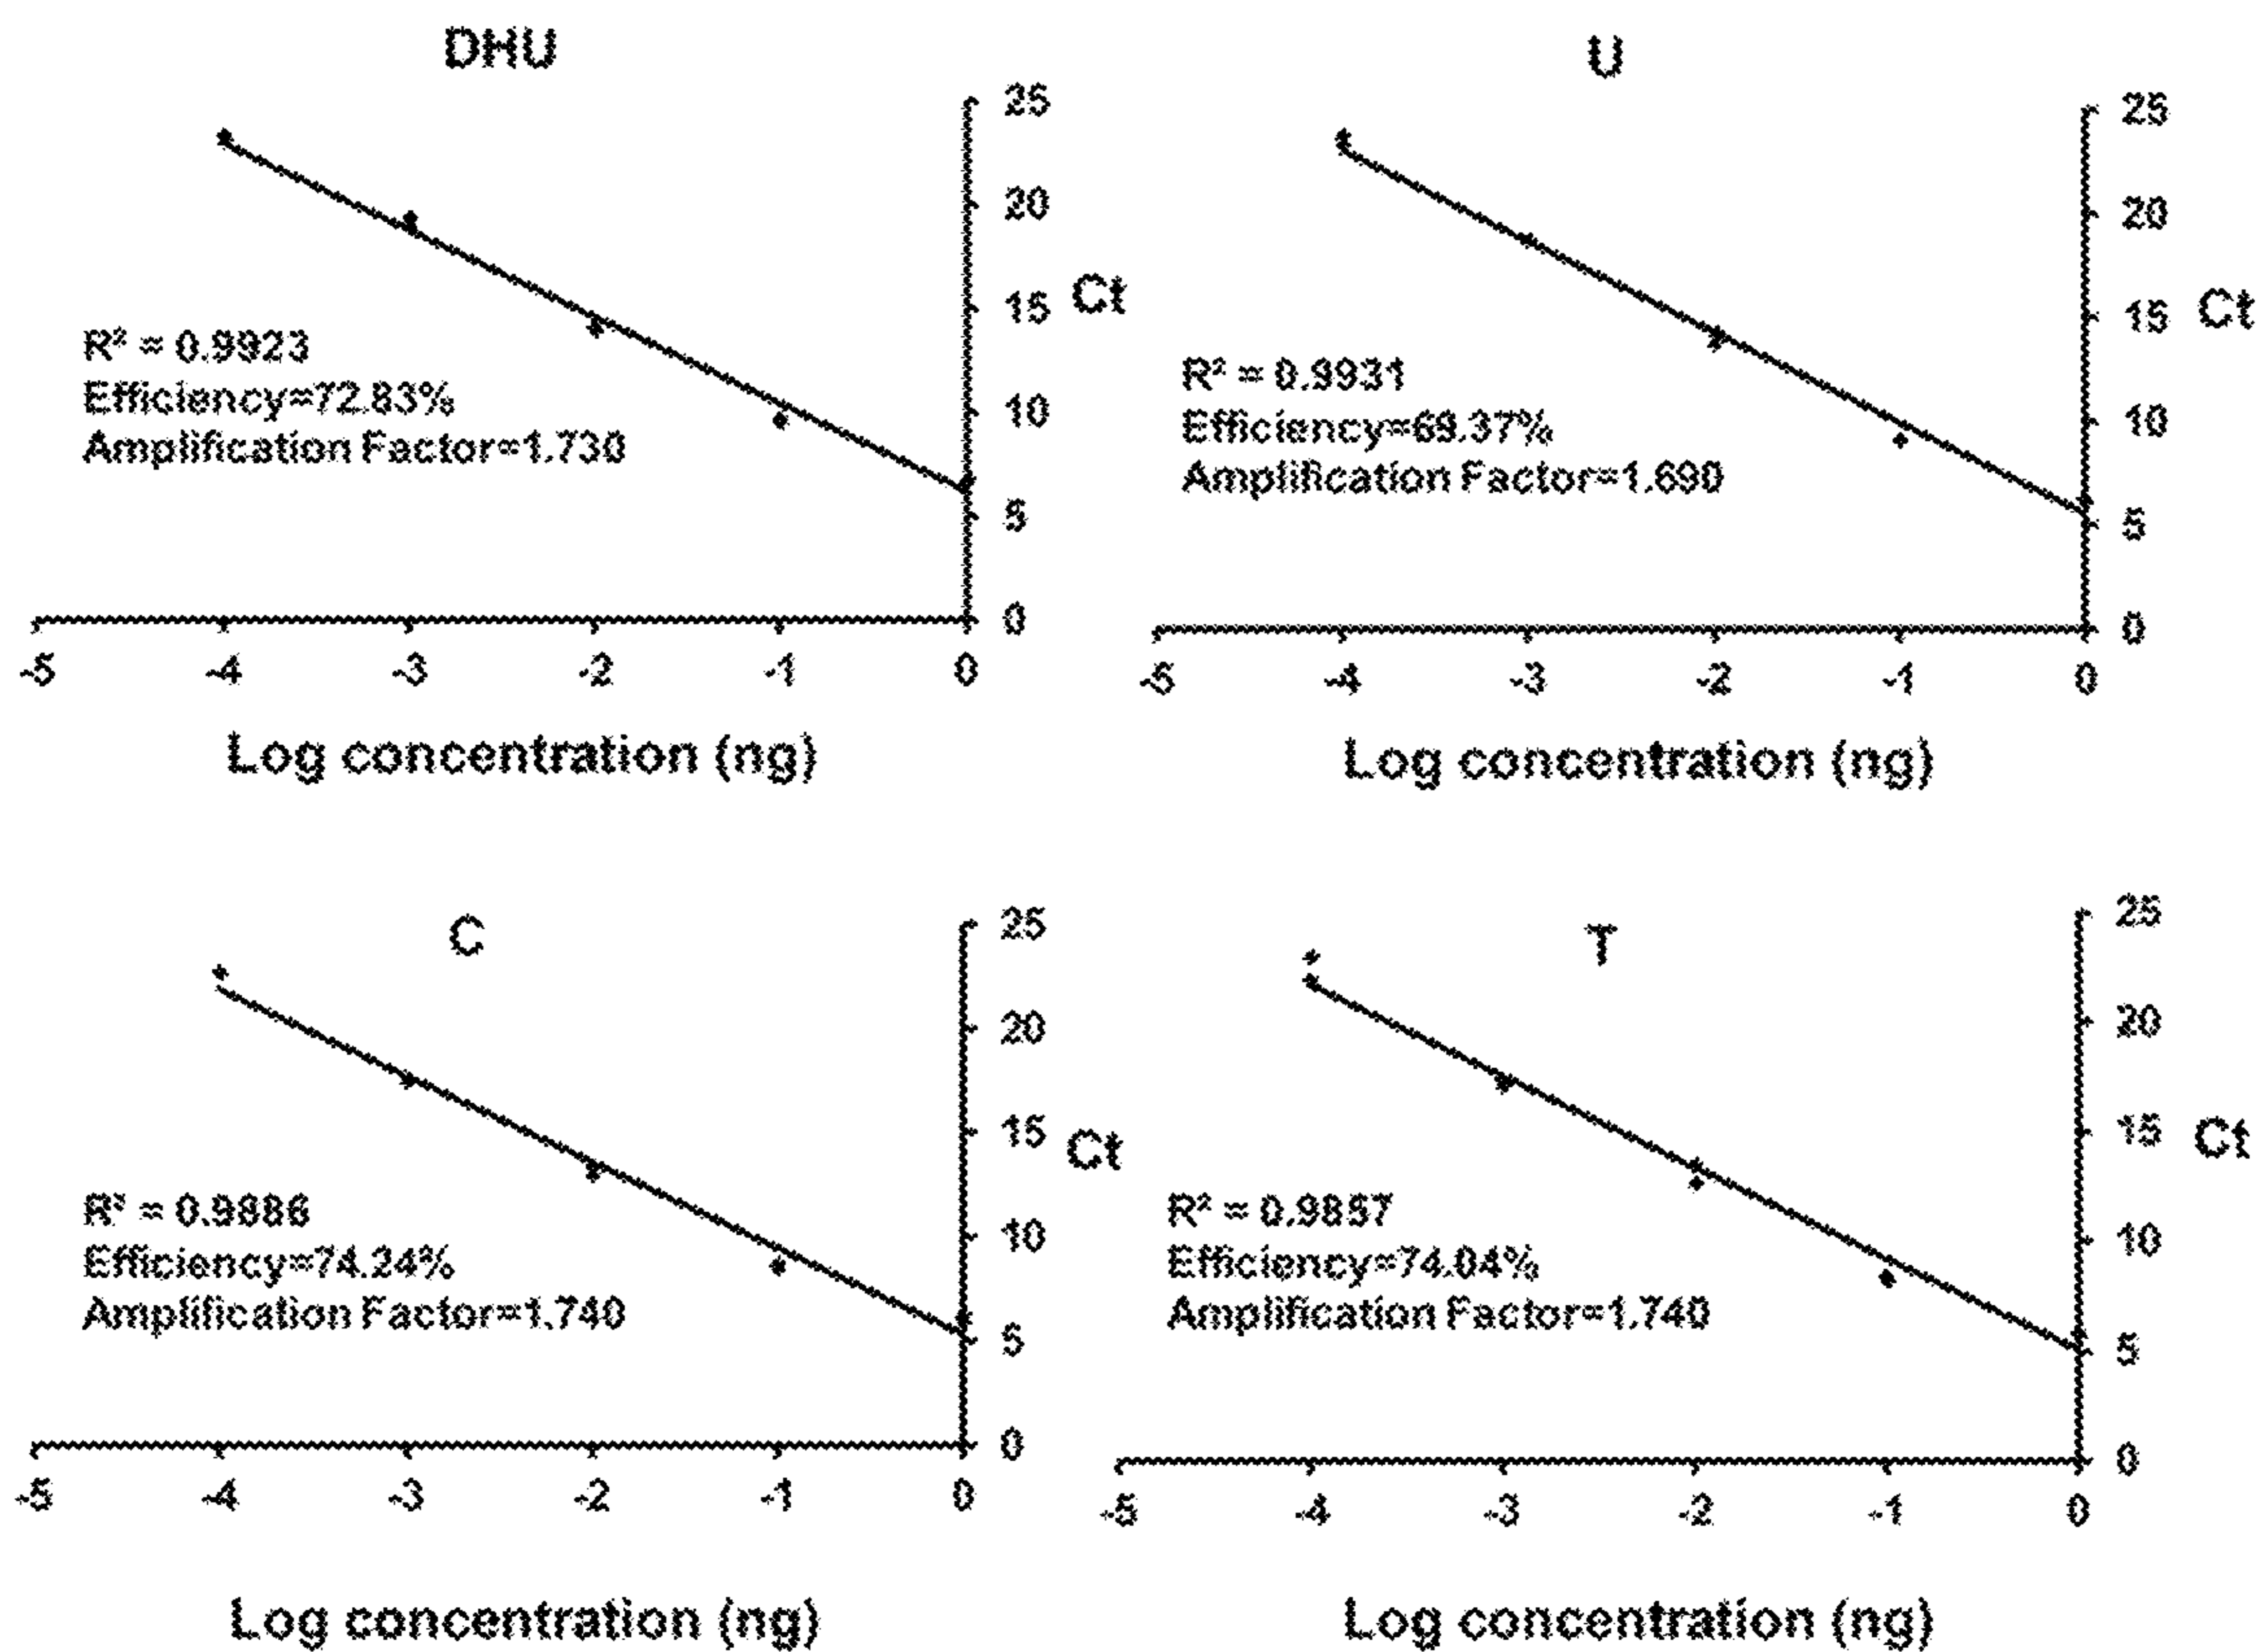 DHU
25
20
15
Ct
10
5
0
R² = 0.9923
Efficiency=72.83%
Amplification Factor=1.730
-5 -4 -3 -2 -1 0
Log concentration (ng)
U
25
20
15
Ct
10
5
0
R² = 0.9931
Efficiency=69.37%
Amplification Factor=1.690
-5 -4 -3 -2 -1 0
Log concentration (ng)
C
25
20
15
Ct
10
5
0
R² = 0.9886
Efficiency=74.24%
Amplification Factor=1.740
-5 -4 -3 -2 -1 0
Log concentration (ng)
T
25
20
15
Ct
10
5
0
R² = 0.9857
Efficiency=74.04%
Amplification Factor=1.740
-5 -4 -3 -2 -1 0
Log concentration (ng)